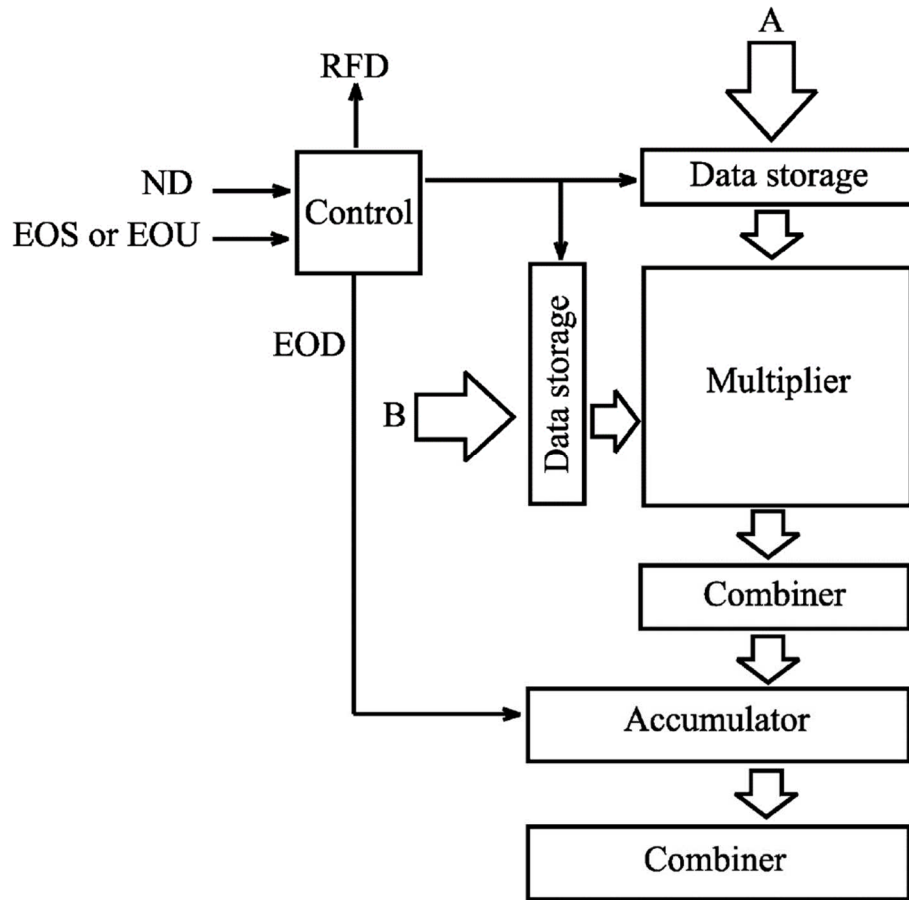 A
RFD
ND
Control
Data storage
EOS or EOU
EOD
Data storage
Multiplier
B
Combiner
Accumulator
Combiner